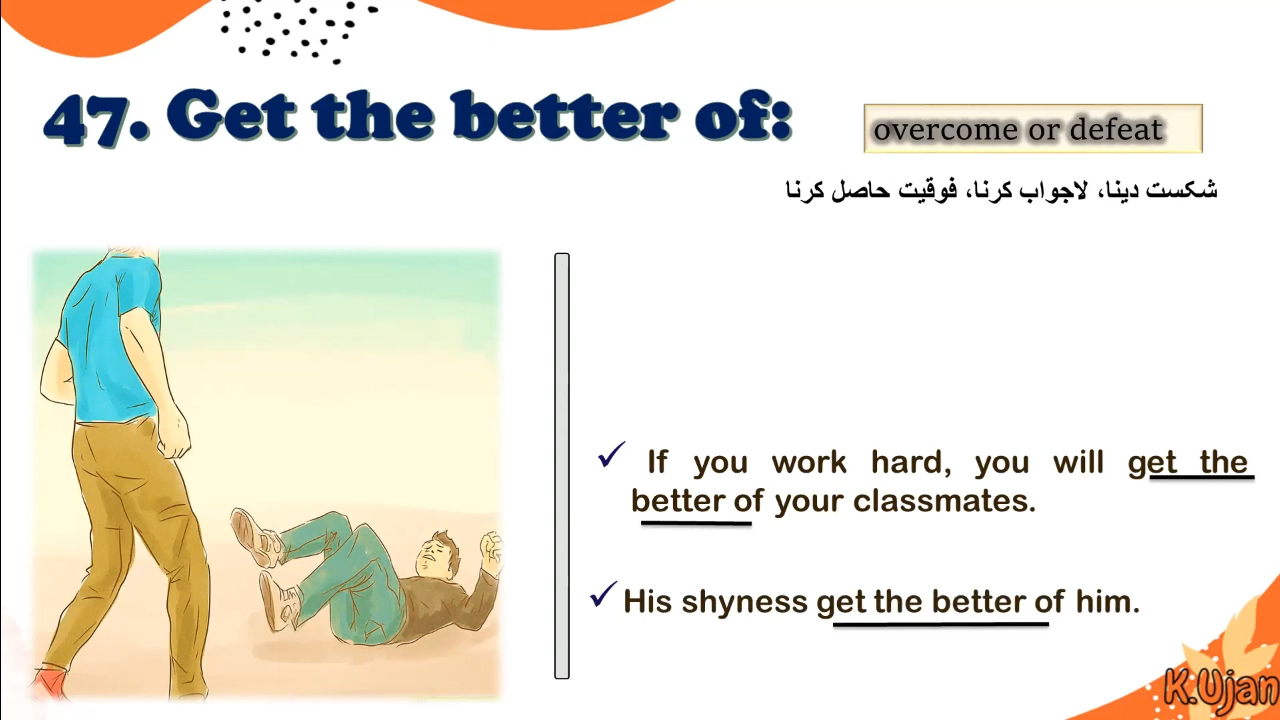 47. Get the better of:
overcome or defeat
شکست دینا، لاجواب کرنا، فوقیت حاصل کرنا
✓ If you work hard, you will get the
better of your classmates.
✓ His shyness get the better of him.
K.Ujan